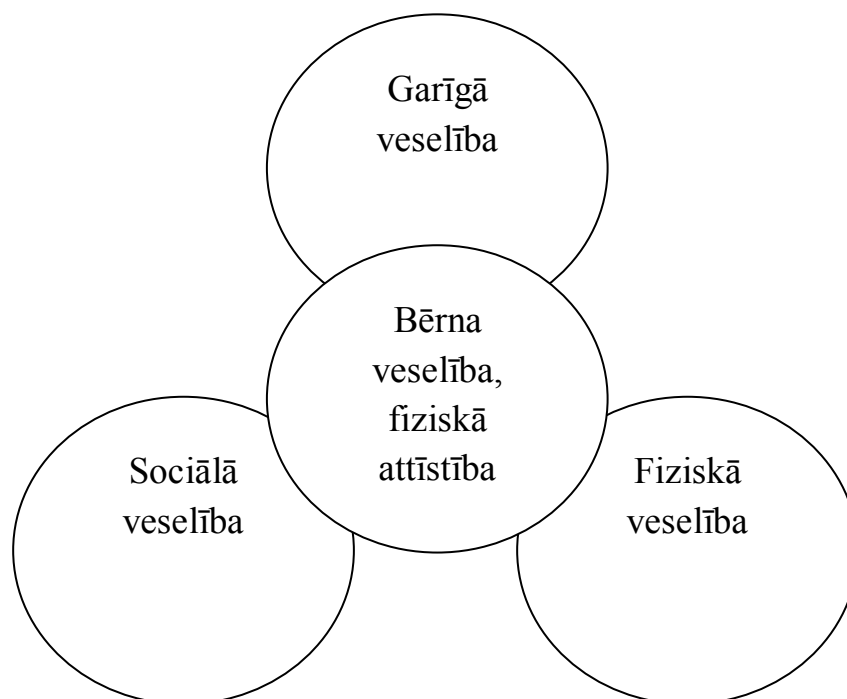 Garīgā
veselība
Bērna
veselība,
fiziskā
attīstība
Sociālā
veselība
Fiziskā
veselība